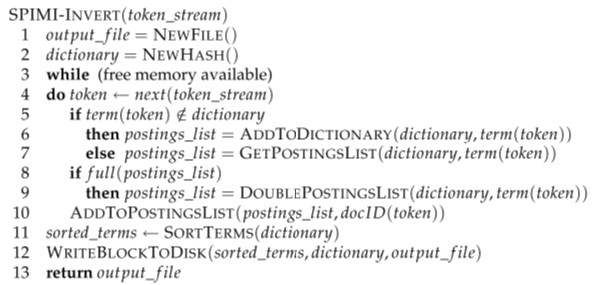 SPIMI-INVERT(token_stream)
1 output_file = NEWFILE()
2 dictionary = NEWHASH()
3 while (free memory available)
4 do token ← next(token_stream)
5 if term(token) ∉ dictionary
6 then postings_list = ADDTODICTIONARY(dictionary, term(token))
7 else postings_list = GETPOSTINGSLIST(dictionary, term(token))
8 if full(postings_list)
9 then postings_list = DOUBLEPOSTINGSLIST(dictionary, term(token))
10 ADDTOPOSTINGSLIST(postings_list, docID(token))
11 sorted_terms ← SORTTERMS(dictionary)
12 WRITEBLOCKTODISK(sorted_terms, dictionary, output_file)
13 return output_file